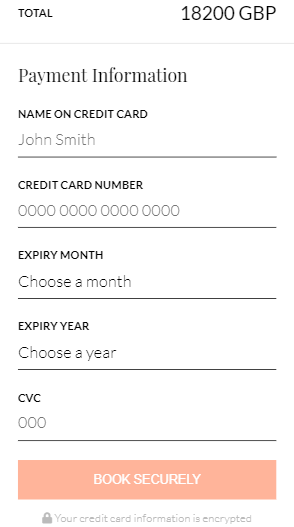 TOTAL 18200 GBP
Payment Information
NAME ON CREDIT CARD
John Smith
CREDIT CARD NUMBER
0000 0000 0000 0000
EXPIRY MONTH
Choose a month
EXPIRY YEAR
Choose a year
CVC
000
BOOK SECURELY
Your credit card information is encrypted